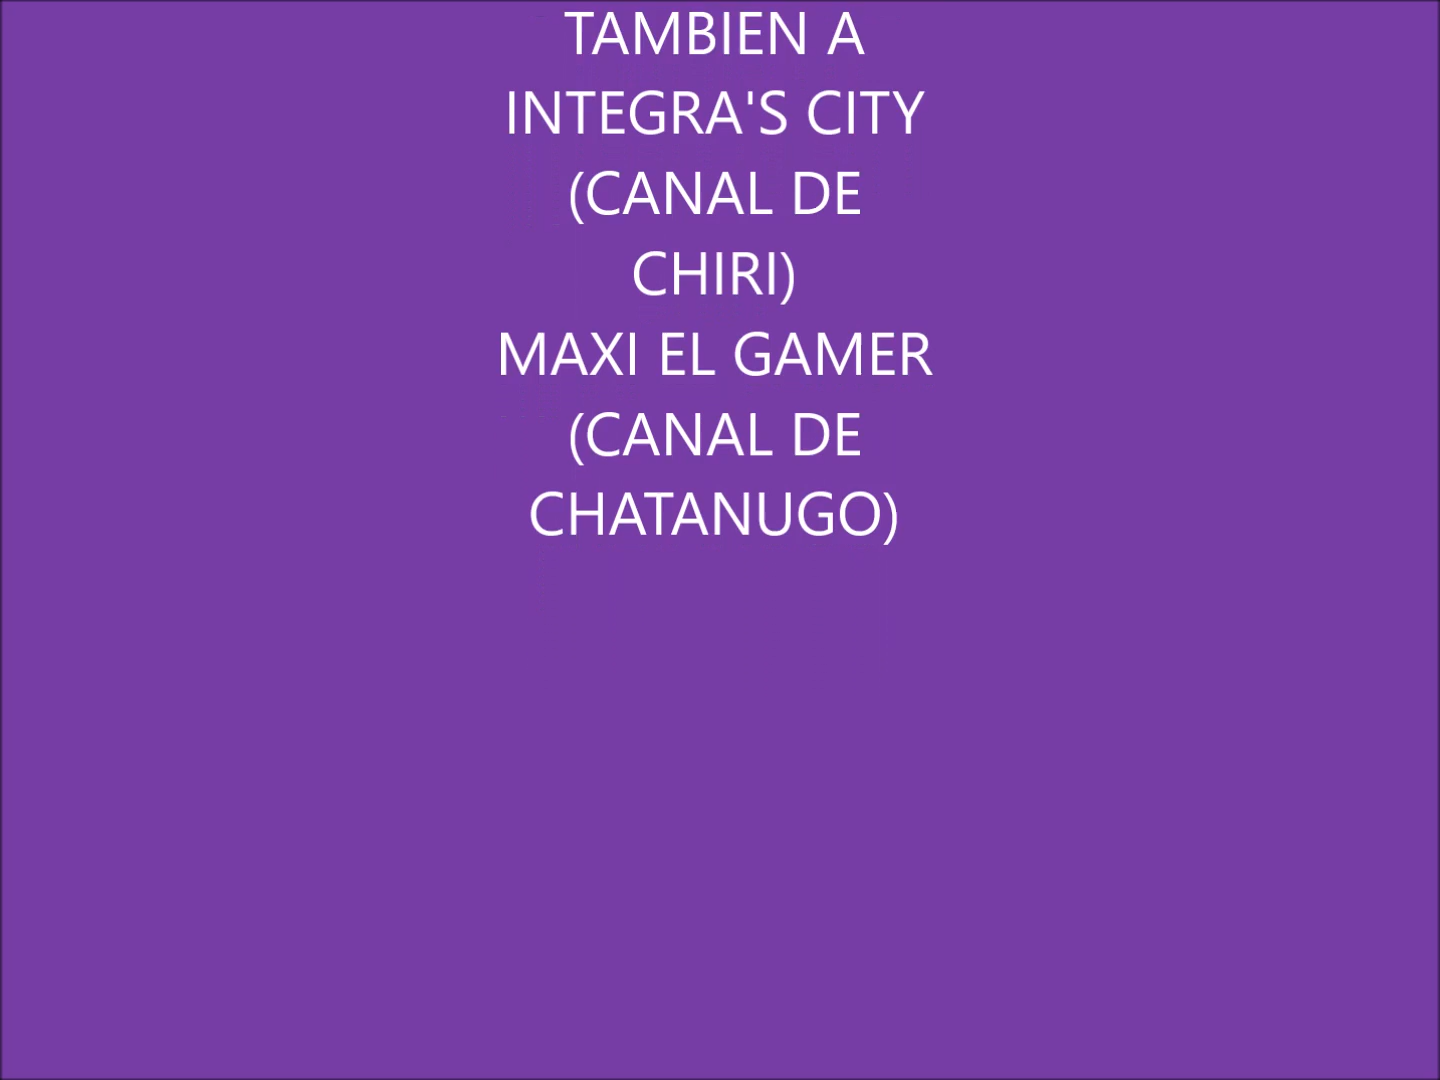 TAMBIEN A
INTEGRA'S CITY
(CANAL DE
CHIRI)
MAXI EL GAMER
(CANAL DE
CHATANUGO)